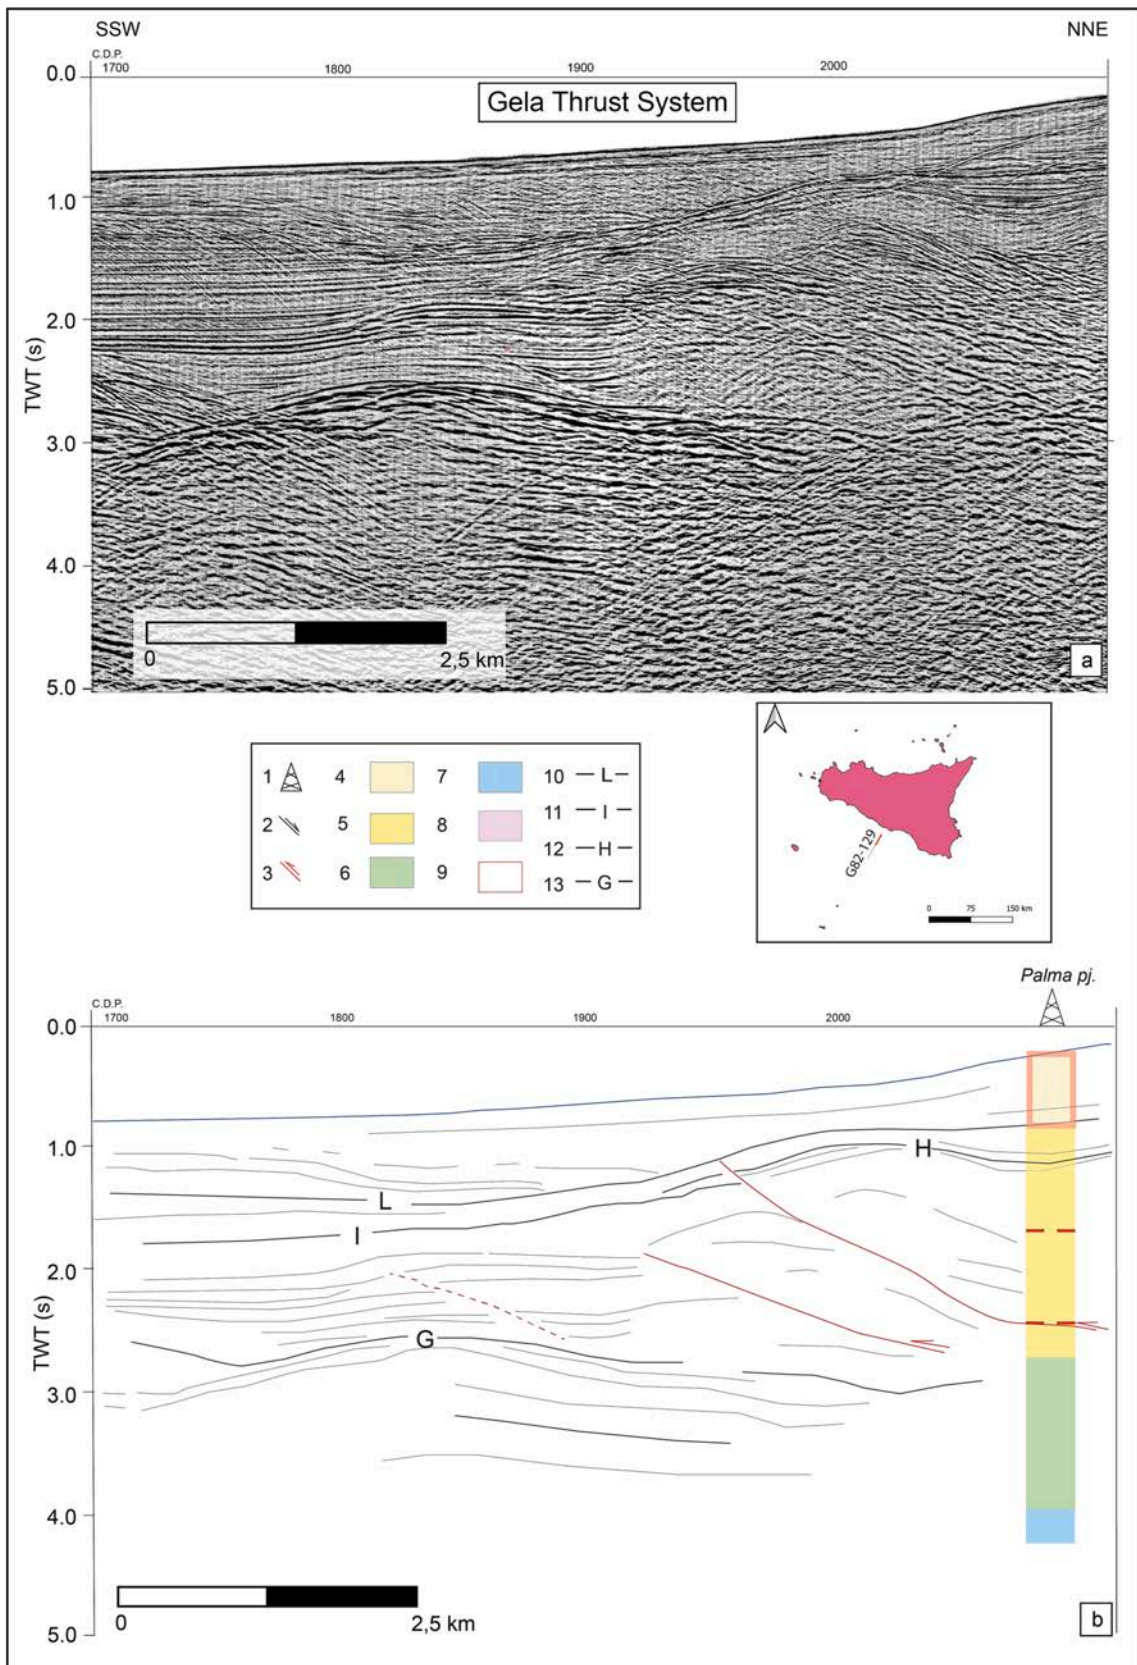 SSW NNE
C.D.P.
1700 1800 1900 2000
0.0
Gela Thrust System
1.0
2.0
TWT (s)
3.0
4.0
0 2,5 km
a
5.0
1 4 7 10 — L —
11 — I —
2 5 8 12 — H —
3 6 9 13 — G —
G82-129
0 75 150 km
Palma pj.
C.D.P.
1700 1800 1900 2000
0.0
1.0
H
L
I
2.0
TWT (s)
G
3.0
4.0
0 2,5 km
b
5.0